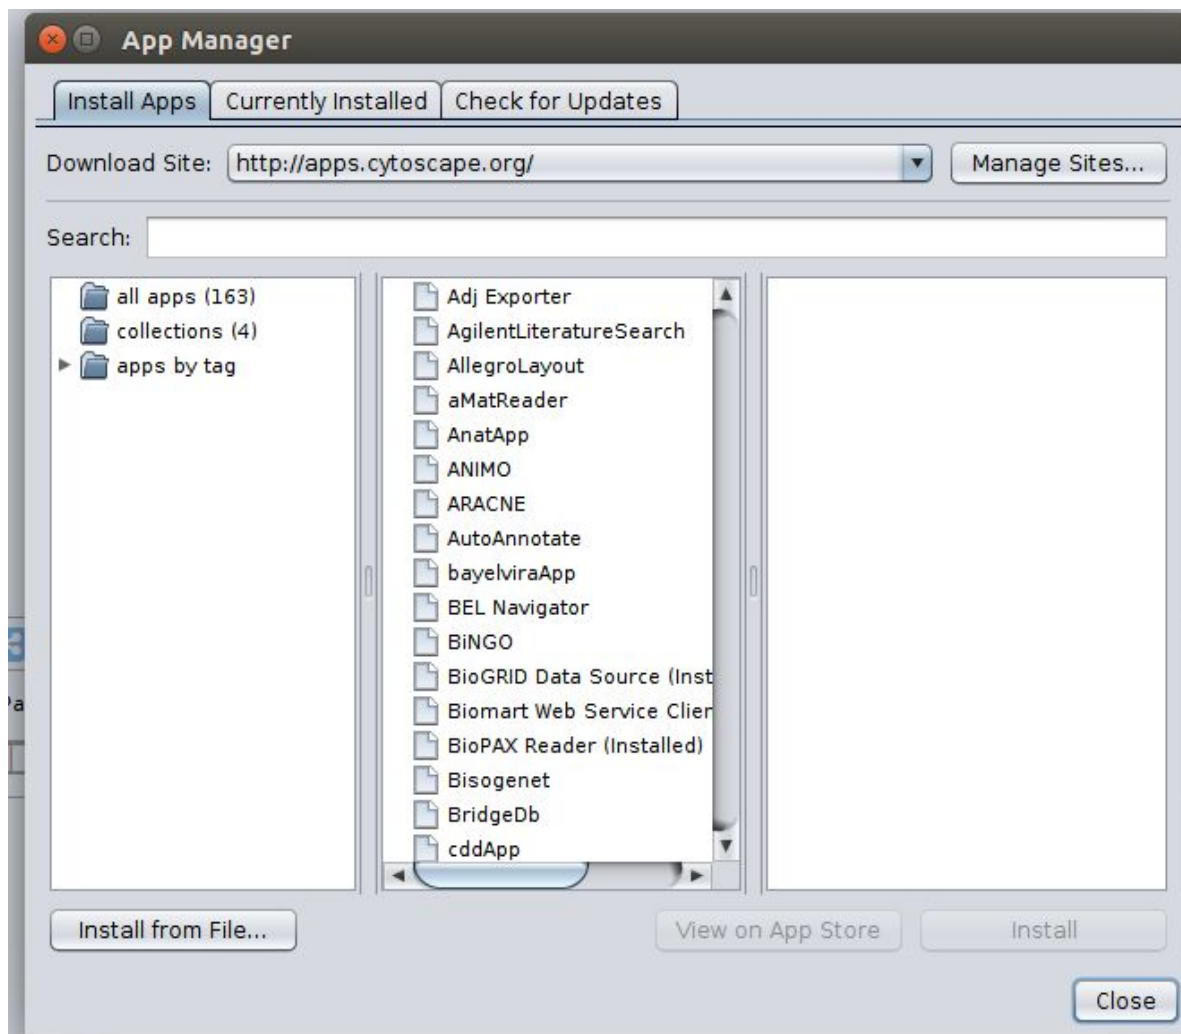 App Manager
Install Apps Currently Installed Check for Updates
Download Site: http://apps.cytoscape.org/ Manage Sites...
Search:
all apps (163)
collections (4)
apps by tag
Adj Exporter
AgilentLiteratureSearch
AllegroLayout
aMatReader
AnatApp
ANIMO
ARACNE
AutoAnnotate
bayelviraApp
BEL Navigator
BiNGO
BioGRID Data Source (Inst
Biomart Web Service Clien
BioPAX Reader (Installed)
Bisogenet
BridgeDb
cddApp
Install from File... View on App Store Install
Close
3
Pa